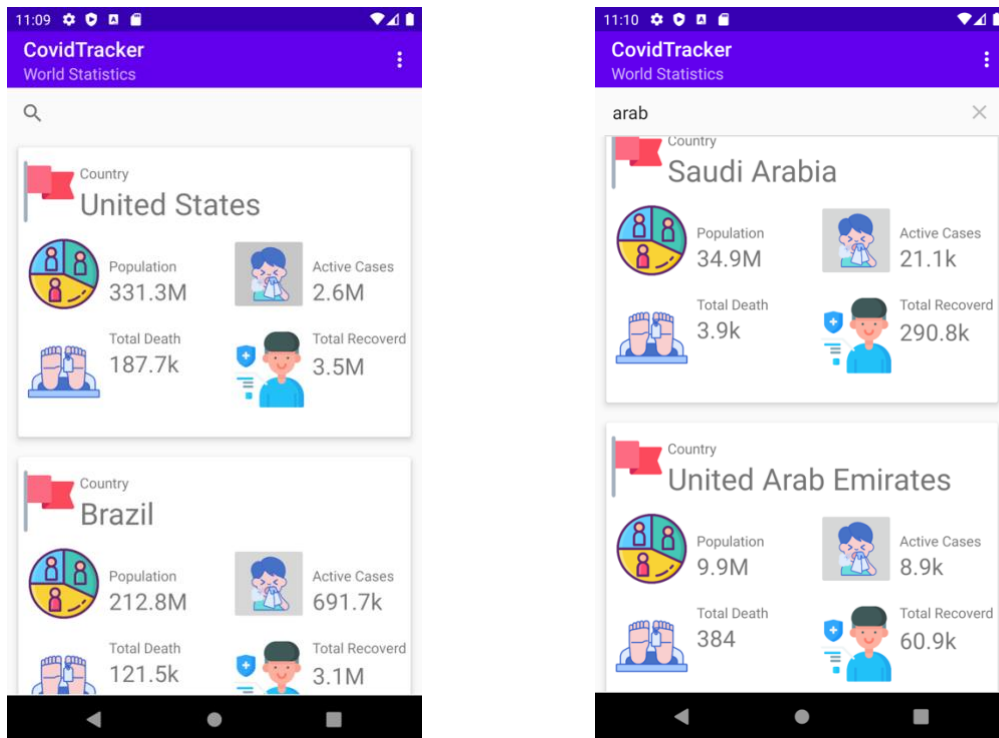 11:09
CovidTracker
World Statistics
Country
United States
Population
331.3M
Active Cases
2.6M
Total Death
187.7k
Total Recoverd
3.5M
Country
Brazil
Population
212.8M
Active Cases
691.7k
Total Death
121.5k
Total Recoverd
3.1M
11:10
CovidTracker
World Statistics
arab
Country
Saudi Arabia
Population
34.9M
Active Cases
21.1k
Total Death
3.9k
Total Recoverd
290.8k
Country
United Arab Emirates
Population
9.9M
Active Cases
8.9k
Total Death
384
Total Recoverd
60.9k